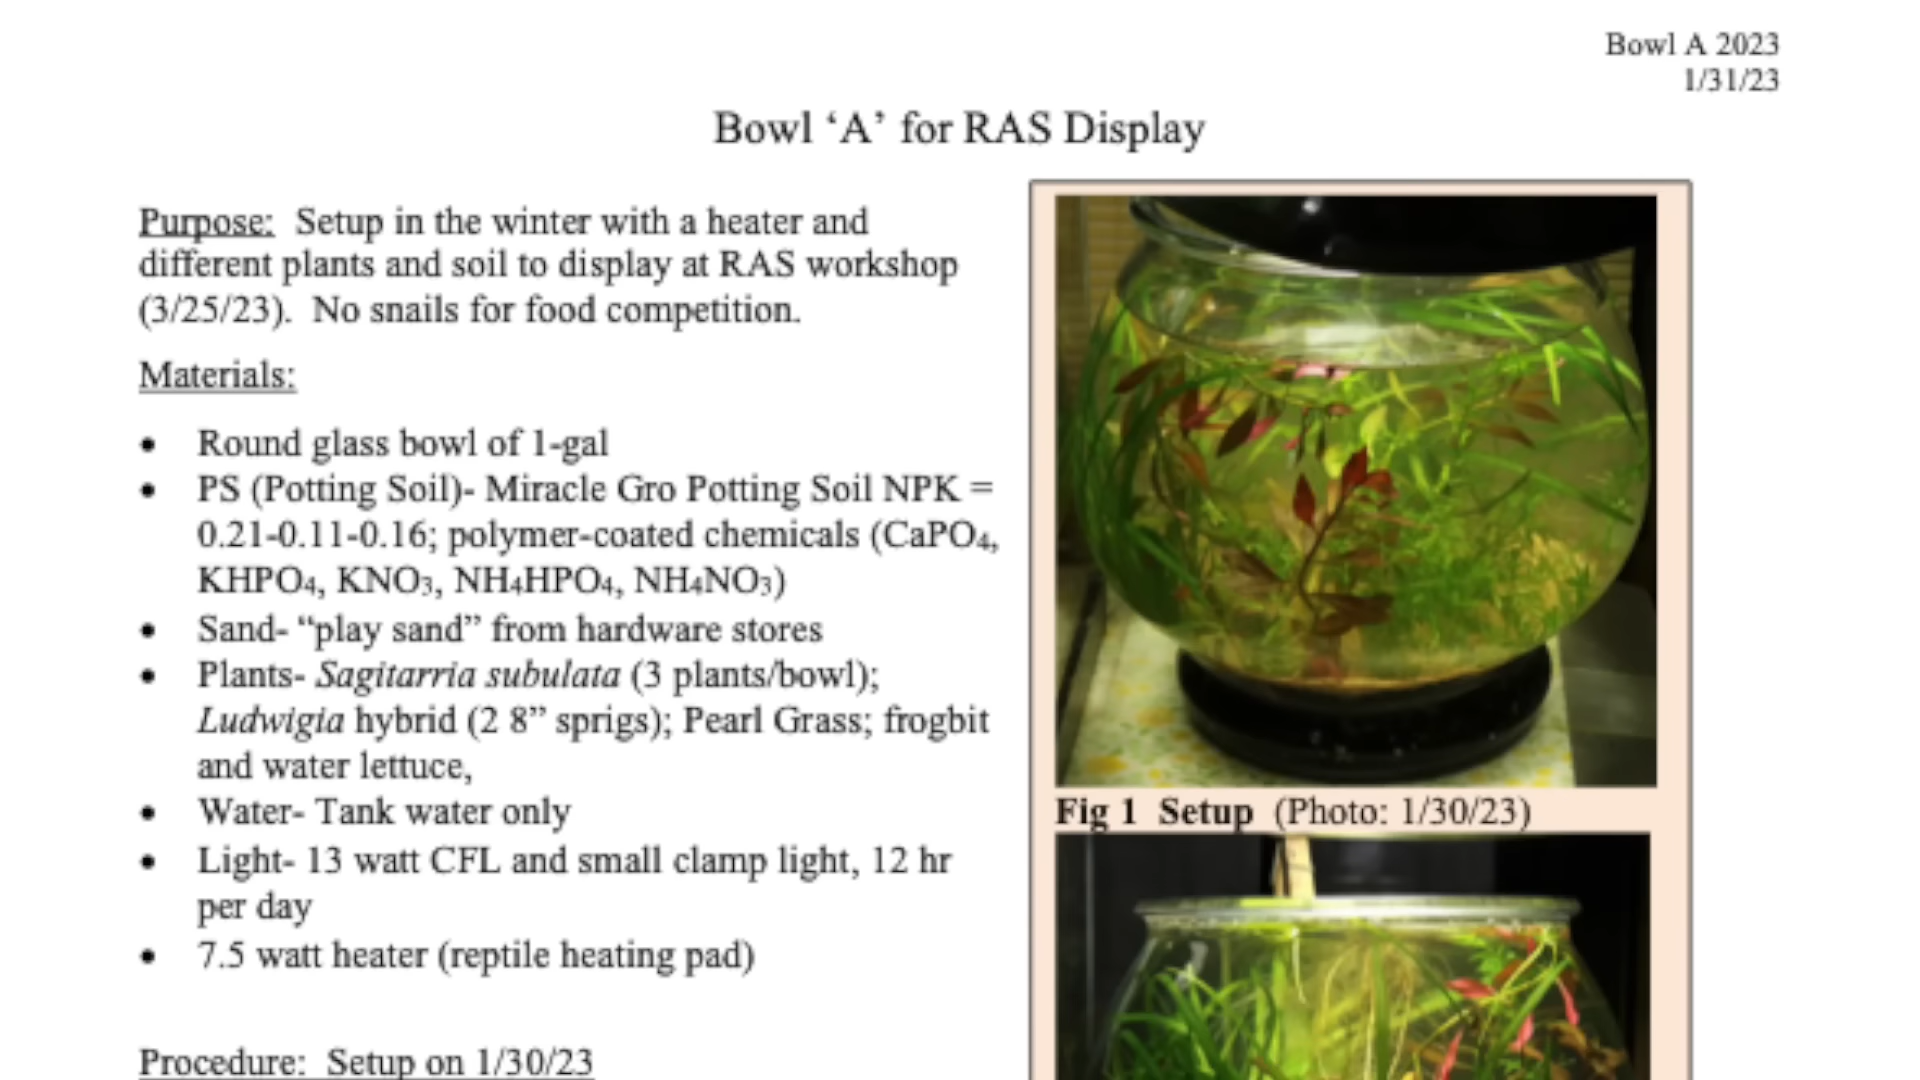 Bowl A 2023
1/31/23
Bowl ‘A’ for RAS Display
Purpose: Setup in the winter with a heater and
different plants and soil to display at RAS workshop
(3/25/23). No snails for food competition.
Materials:
• Round glass bowl of 1-gal
• PS (Potting Soil)- Miracle Gro Potting Soil NPK =
0.21-0.11-0.16; polymer-coated chemicals (CaPO4,
KHPO4, KNO3, NH4HPO4, NH4NO3)
• Sand- “play sand” from hardware stores
• Plants- Sagitarria subulata (3 plants/bowl);
Ludwigia hybrid (2 8” sprigs); Pearl Grass; frogbit
and water lettuce,
• Water- Tank water only
• Light- 13 watt CFL and small clamp light, 12 hr
per day
• 7.5 watt heater (reptile heating pad)
Procedure: Setup on 1/30/23
Fig 1 Setup (Photo: 1/30/23)